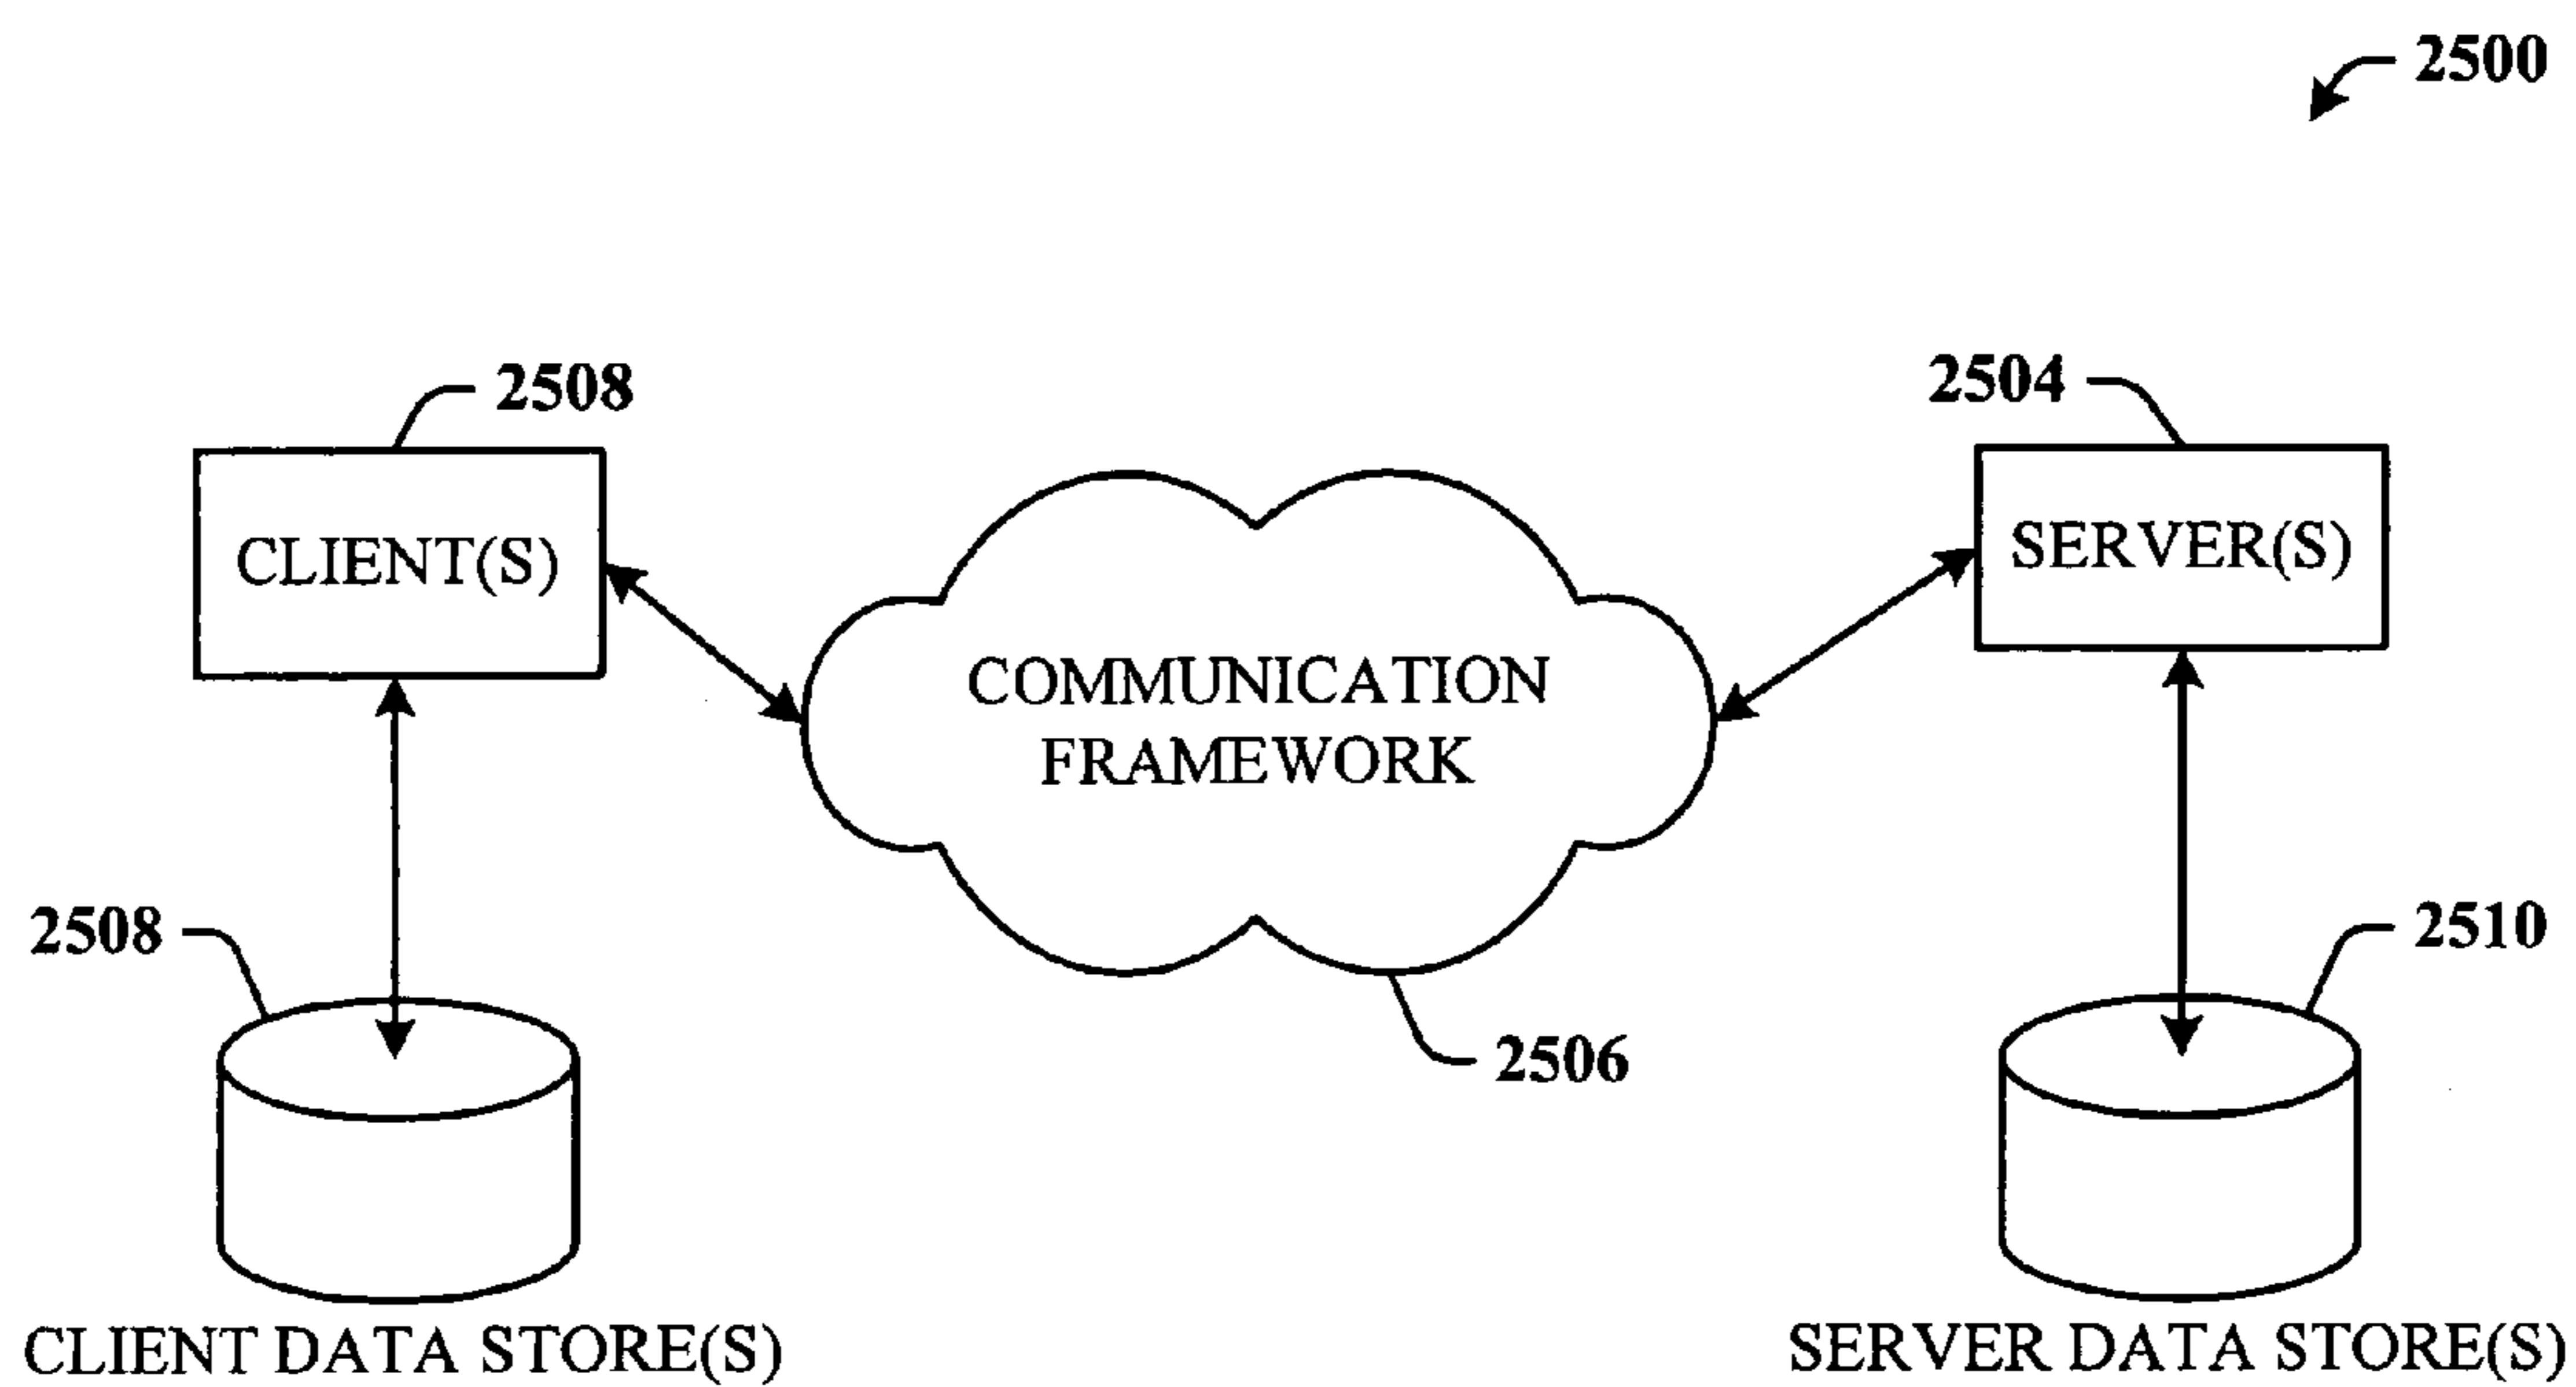 2500
2508
2504
CLIENT(S)
SERVER(S)
COMMUNICATION
FRAMEWORK
2508
2510
2506
CLIENT DATA STORE(S)
SERVER DATA STORE(S)